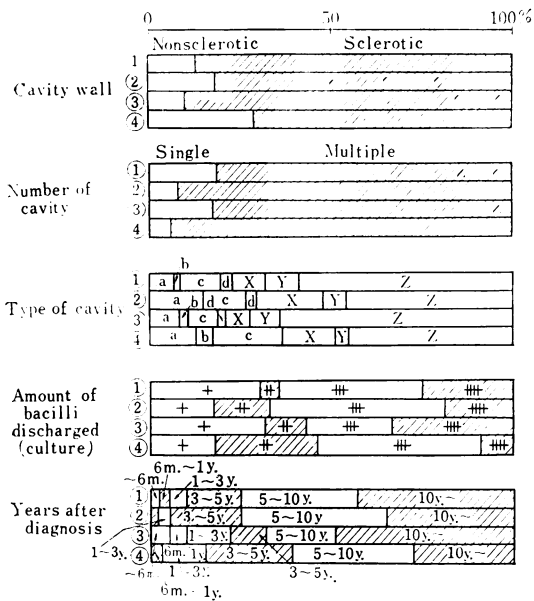 0 50 100%
Nonsclerotic Sclerotic
Cavity wall
1
②
③
④
Single Multiple
Number of cavity
①
2)
3)
4
b
Type of cavity
1 a c d X Y Z
② a b d c d X Y Z
3 a c X Y Z
4 a b c X Y Z
Amount of bacilli discharged (culture)
① + ++ +++ ++++
② + ++ +++ ++++
③ + ++ +++ ++++
④ + ++ +++ ++++
6m.~1y.
~6m. 1~3y.
Years after diagnosis
1 3~5y. 5~10y. 10y.~
2 3~5y. 5~10y 10y.~
③ 1~3y. 5~10y. 10y.~
1~3y. ④ 6m. 1y. 3~5y. 5~10y. 10y.~
~6m. 1~3y. 3~5y.
6m.~1y.